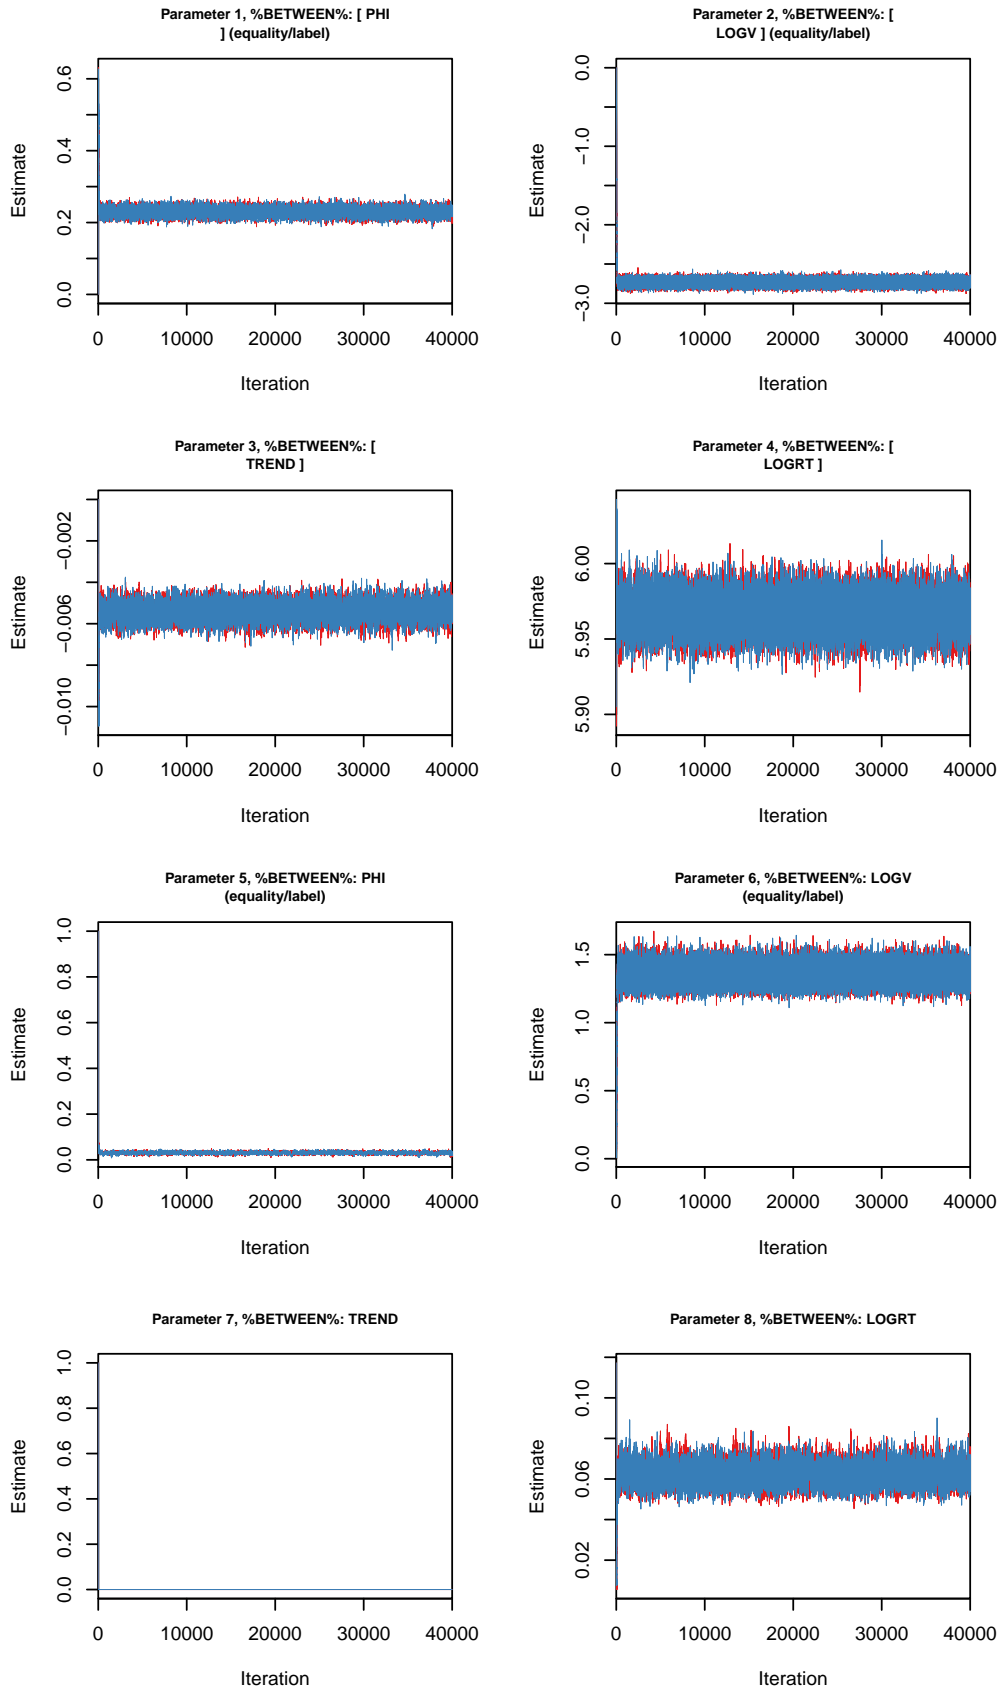 Parameter 1, %BETWEEN%: [ PHI
] (equality/label)
Estimate
0.0
0.2
0.4
0.6
0
10000
20000
30000
40000
Iteration
Parameter 2, %BETWEEN%: [
LOGV ] (equality/label)
Estimate
−3.0
−2.0
−1.0
0.0
0
10000
20000
30000
40000
Iteration
Parameter 3, %BETWEEN%: [
TREND ]
Estimate
−0.010
−0.006
−0.002
0
10000
20000
30000
40000
Iteration
Parameter 4, %BETWEEN%: [
LOGRT ]
Estimate
5.90
5.95
6.00
0
10000
20000
30000
40000
Iteration
Parameter 5, %BETWEEN%: PHI
(equality/label)
Estimate
0.0
0.2
0.4
0.6
0.8
1.0
0
10000
20000
30000
40000
Iteration
Parameter 6, %BETWEEN%: LOGV
(equality/label)
Estimate
0.0
0.5
1.0
1.5
0
10000
20000
30000
40000
Iteration
Parameter 7, %BETWEEN%: TREND
Estimate
0.0
0.2
0.4
0.6
0.8
1.0
0
10000
20000
30000
40000
Iteration
Parameter 8, %BETWEEN%: LOGRT
Estimate
0.02
0.06
0.10
0
10000
20000
30000
40000
Iteration